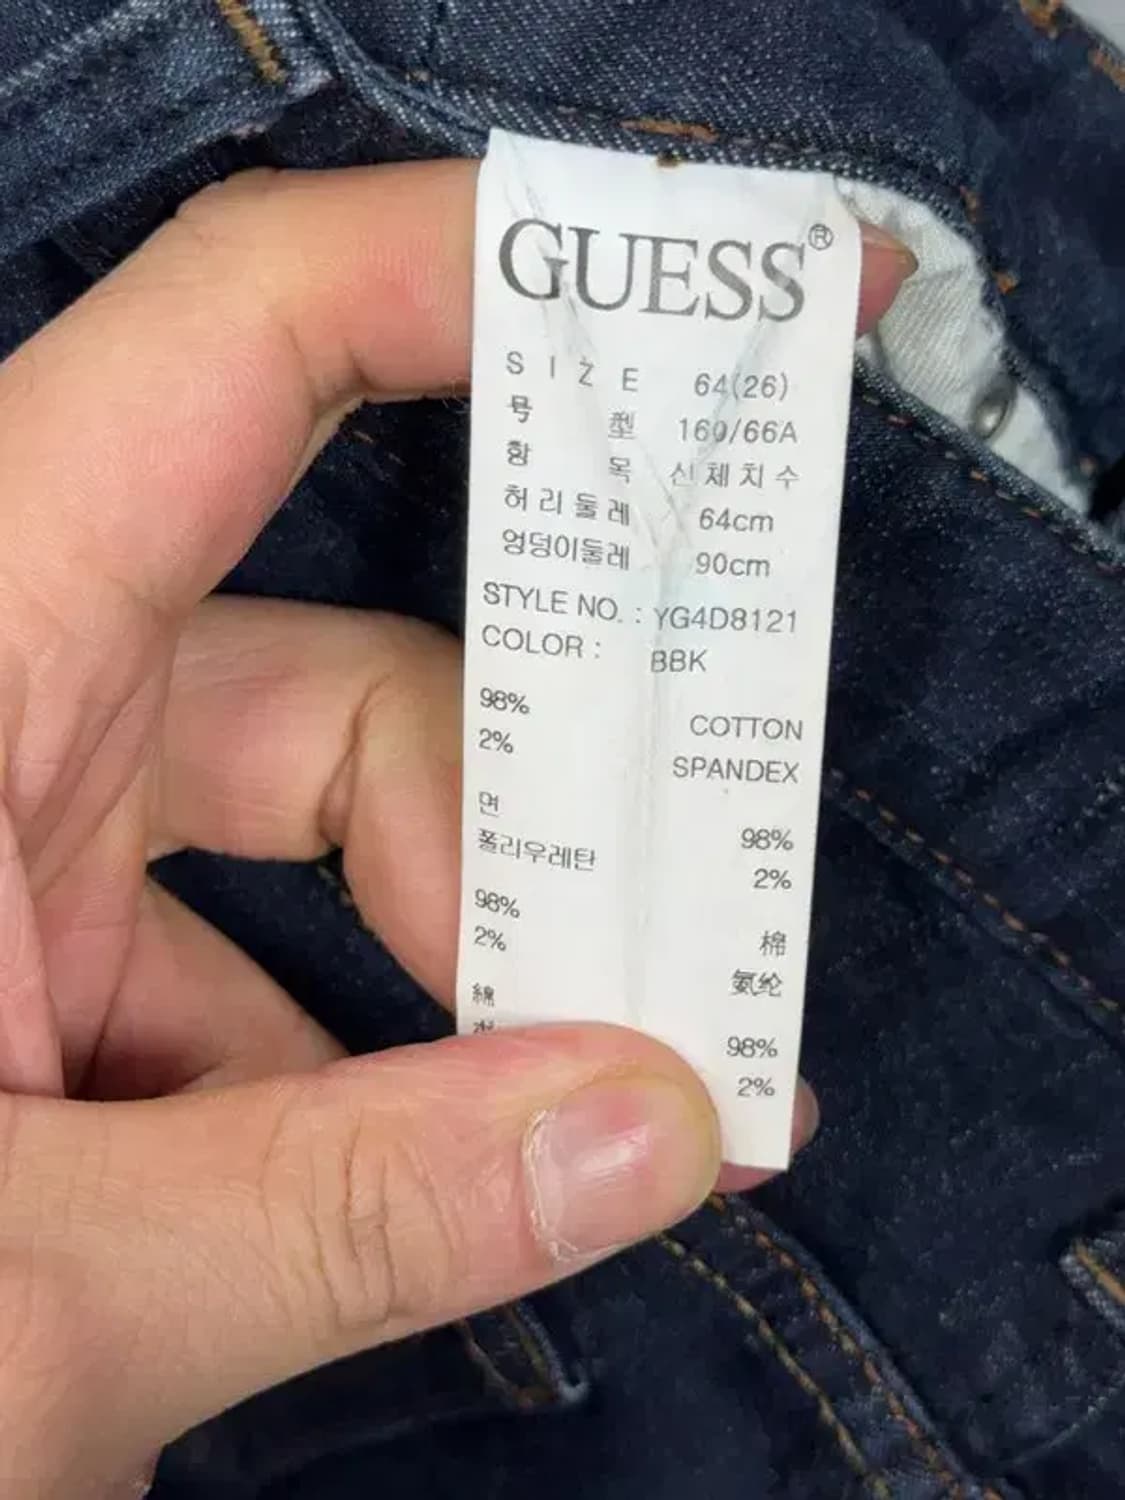 GUESS®
SIZE 64(26)
号型 160/66A
항목 신체치수
허리둘레 64cm
엉덩이둘레 90cm
STYLE NO. : YG4D8121
COLOR : BBK
98% COTTON
2% SPANDEX
면 98%
폴리우레탄 2%
98% 棉
2% 氨纶
綿 98%
2%